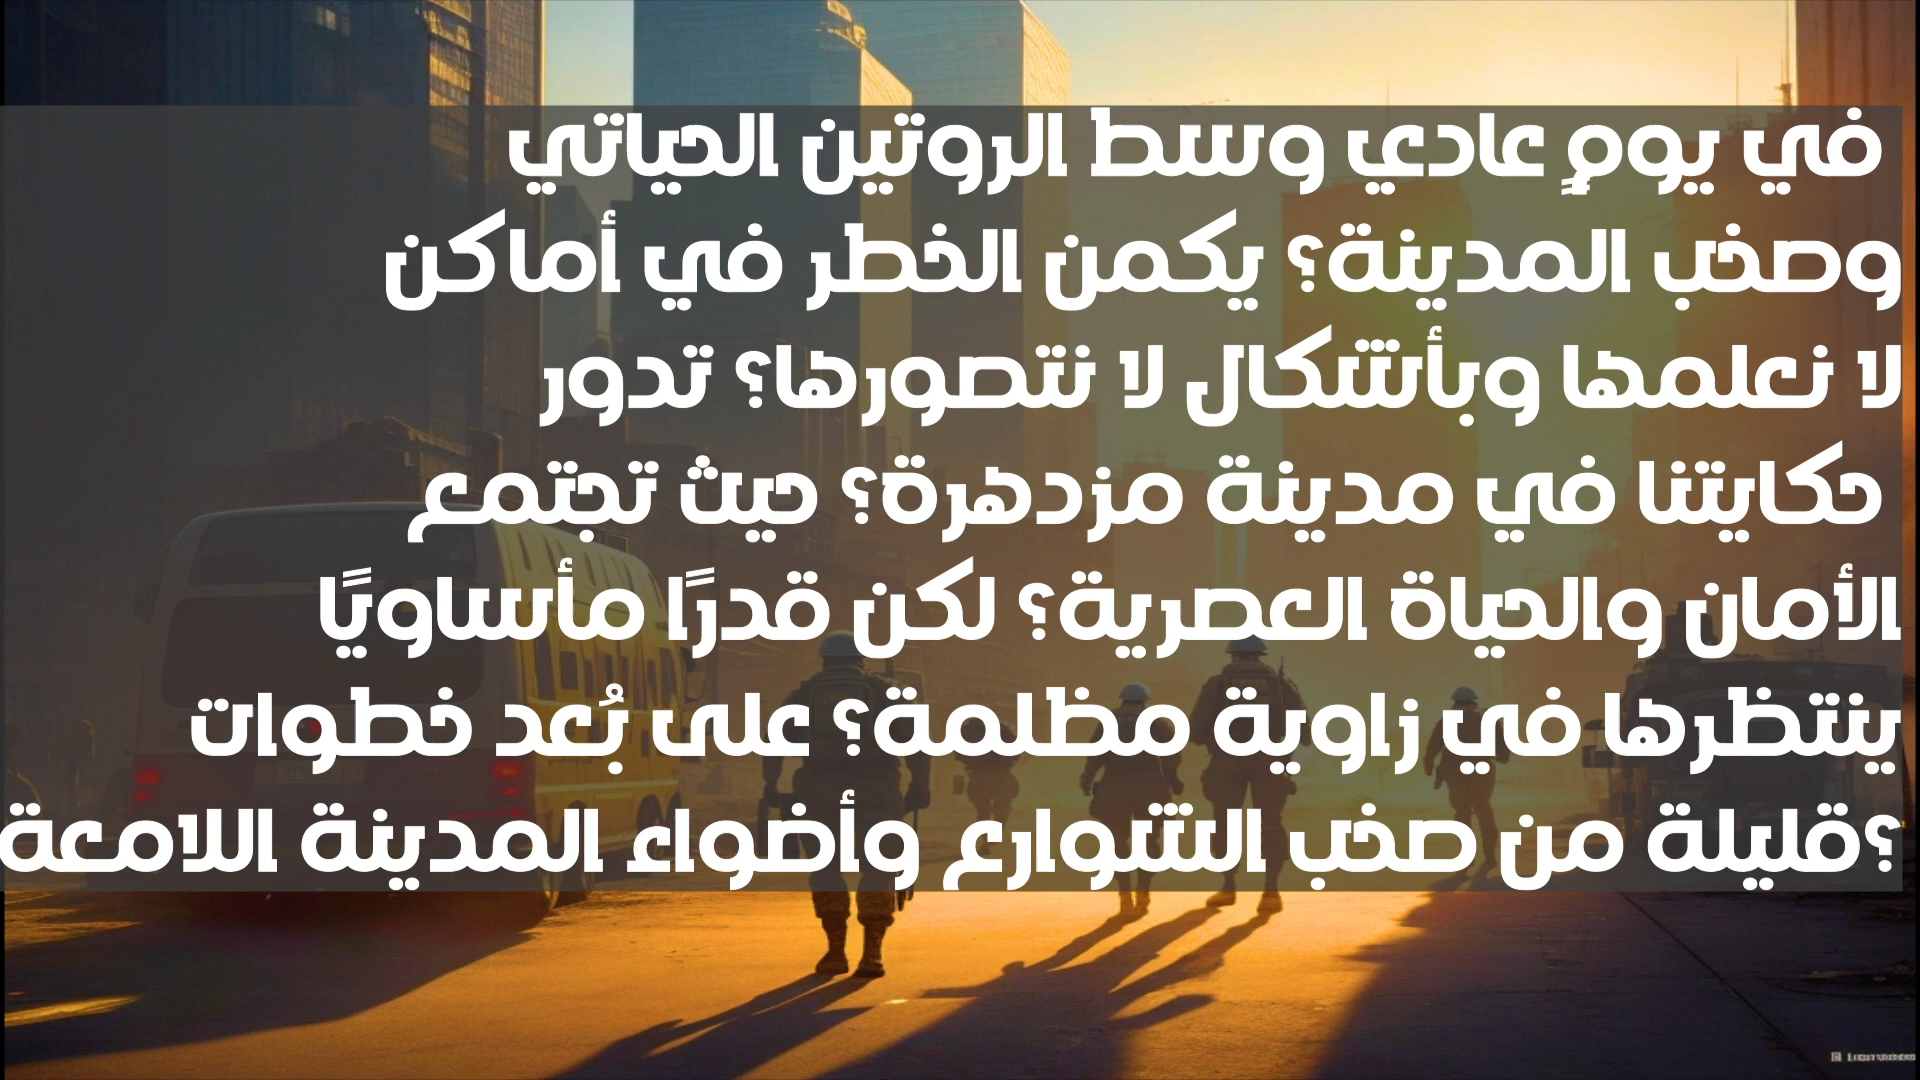 في يومٍ عادي وسط الروتين الحياتي
وصخب المدينة؟ يكمن الخطر في أماكن
لا نعلمها وبأشكال لا نتصورها؟ تدور
حكايتنا في مدينة مزدهرة؟ حيث تجتمع
الأمان والحياة العصرية؟ لكن قدرًا مأساويًا
ينتظرها في زاوية مظلمة؟ على بُعد خطوات
؟قليلة من صخب الشوارع وأضواء المدينة اللامعة